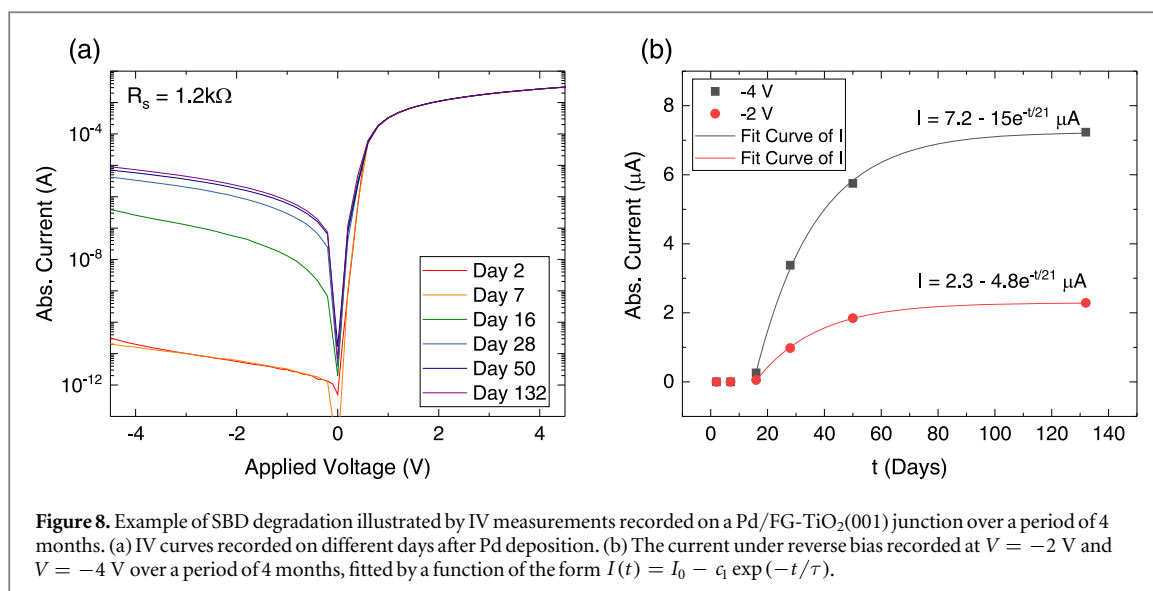 (a)
R_s = 1.2kΩ
10^-4
10^-6
10^-8
10^-10
10^-12
Abs. Current (A)
-4 -2 0 2 4
Applied Voltage (V)
Day 2
Day 7
Day 16
Day 28
Day 50
Day 132
(b)
-4 V
-2 V
Fit Curve of I
Fit Curve of I
I = 7.2 - 15e^-t/21 μA
I = 2.3 - 4.8e^-t/21 μA
8
6
4
2
0
Abs. Current (μA)
0 20 40 60 80 100 120 140
t (Days)
Figure 8. Example of SBD degradation illustrated by IV measurements recorded on a Pd/FG-TiO₂(001) junction over a period of 4
months. (a) IV curves recorded on different days after Pd deposition. (b) The current under reverse bias recorded at V = −2 V and
V = −4 V over a period of 4 months, fitted by a function of the form I(t) = I₀ − c₁ exp (−t/τ).